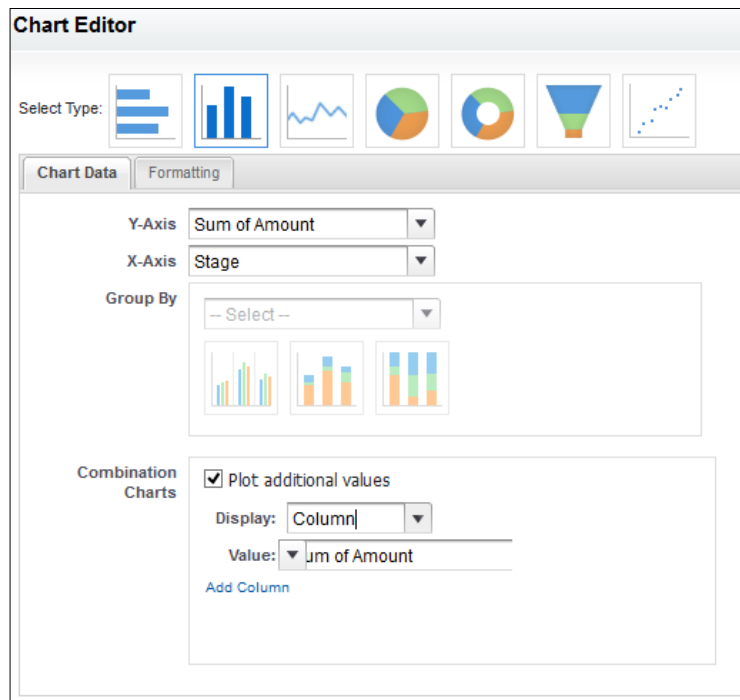 Chart Editor
Select Type:
Chart Data Formatting
Y-Axis Sum of Amount
X-Axis Stage
Group By
-- Select --
Combination Charts
Plot additional values
Display: Column
Value: um of Amount
Add Column